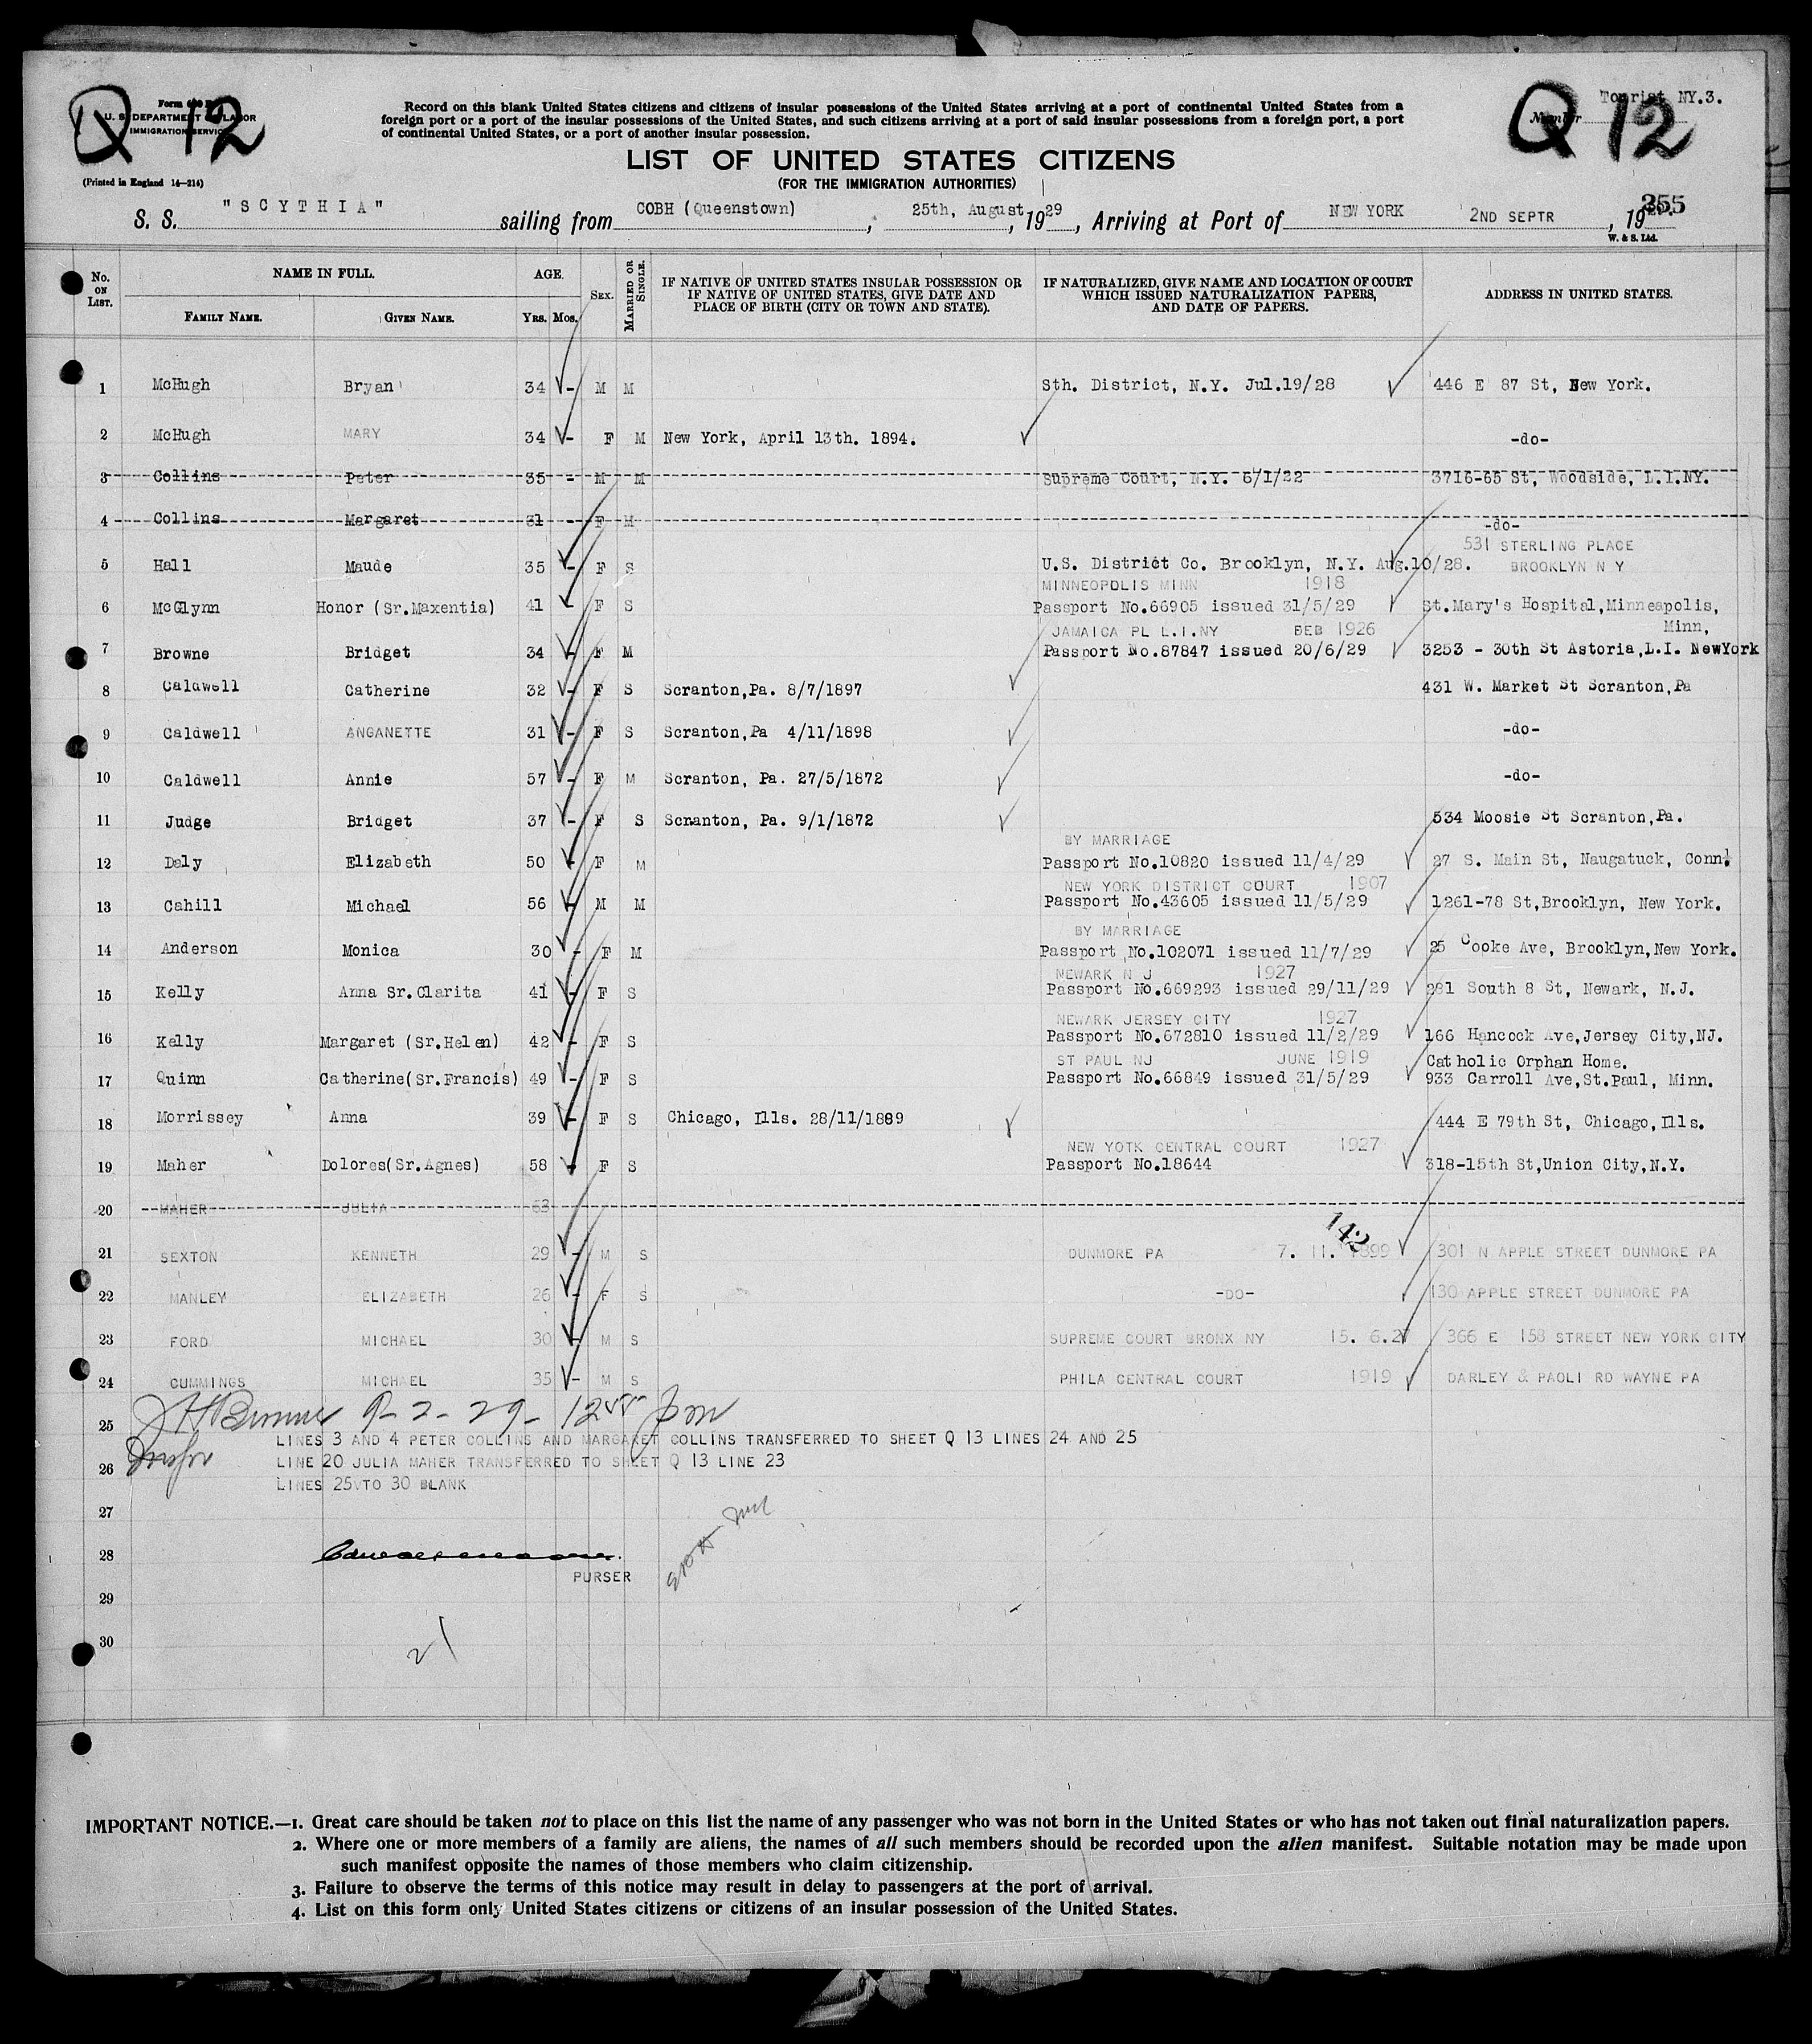 Q 12
Form 630 B
U. S. DEPARTMENT OF LABOR
IMMIGRATION SERVICE
(Printed in England 14—214)
Record on this blank United States citizens and citizens of insular possessions of the United States arriving at a port of continental United States from a
foreign port or a port of the insular possessions of the United States, and such citizens arriving at a port of said insular possessions from a foreign port, a port
of continental United States, or a port of another insular possession.
Tourist NY.3.
Number
Q 12
LIST OF UNITED STATES CITIZENS
(FOR THE IMMIGRATION AUTHORITIES)
355
S. S. "SCYTHIA" sailing from COBH (Queenstown), 25th, August, 1929, Arriving at Port of NEW YORK 2ND SEPTR, 19
W. & S. Ltd.
No. ON LIST. NAME IN FULL. AGE. SEX. MARRIED OR SINGLE. IF NATIVE OF UNITED STATES INSULAR POSSESSION OR IF NATIVE OF UNITED STATES, GIVE DATE AND PLACE OF BIRTH (CITY OR TOWN AND STATE). IF NATURALIZED, GIVE NAME AND LOCATION OF COURT WHICH ISSUED NATURALIZATION PAPERS, AND DATE OF PAPERS. ADDRESS IN UNITED STATES.
FAMILY NAME. GIVEN NAME. YRS. MOS.
1 McHugh Bryan 34 - M M Sth. District, N.Y. Jul.19/28 446 E 87 St, New York.
2 McHugh MARY 34 - F M New York, April 13th. 1894. -do-
3 Collins Peter 35 - M M Supreme Court, N.Y. 6/1/22 3716-65 St, Woodside, L.I.NY.
4 Collins Margaret 31 - F M -do-
531 STERLING PLACE
5 Hall Maude 35 - F S U.S. District Co. Brooklyn, N.Y. Aug.10/28. BROOKLYN N Y
MINNEOPOLIS MINN 1918
6 McGlynn Honor (Sr.Maxentia) 41 - F S Passport No.66905 issued 31/5/29 St.Mary's Hospital,Minneapolis,
Minn,
JAMAICA PL L.I.NY DEB 1926
7 Browne Bridget 34 - F M Passport No.87847 issued 20/6/29 3253 - 30th St Astoria,L.I. NewYork
8 Caldwell Catherine 32 - F S Scranton,Pa. 8/7/1897 431 W. Market St Scranton,Pa
9 Caldwell ANGANETTE 31 - F S Scranton,Pa 4/11/1898 -do-
10 Caldwell Annie 57 - F M Scranton, Pa. 27/5/1872 -do-
11 Judge Bridget 37 - F S Scranton, Pa. 9/1/1872 534 Moosie St Scranton,Pa.
BY MARRIAGE
12 Daly Elizabeth 50 - F M Passport No.10820 issued 11/4/29 27 S. Main St, Naugatuck, Conn.
NEW YORK DISTRICT COURT 1907
13 Cahill Michael 56 - M M Passport No.43605 issued 11/5/29 1261-78 St,Brooklyn, New York.
BY MARRIAGE
14 Anderson Monica 30 - F M Passport No.102071 issued 11/7/29 25 Cooke Ave, Brooklyn,New York.
NEWARK N J 1927
15 Kelly Anna Sr.Clarita 41 - F S Passport No.669293 issued 29/11/29 281 South 8 St, Newark, N.J.
NEWARK JERSEY CITY 1927
16 Kelly Margaret (Sr.Helen) 42 - F S Passport No.672810 issued 11/2/29 166 Hancock Ave,Jersey City,NJ.
ST PAUL NJ JUNE 1919 Catholic Orphan Home.
17 Quinn Catherine(Sr.Francis) 49 - F S Passport No.66849 issued 31/5/29 933 Carroll Ave,St.Paul, Minn.
18 Morrissey Anna 39 - F S Chicago, Ills. 28/11/1889 444 E 79th St, Chicago,Ills.
NEW YOTK CENTRAL COURT 1927
19 Maher Dolores(Sr.Agnes) 58 - F S Passport No.18644 318-15th St,Union City,N.Y.
20 MAHER JULIA 63
142
21 SEXTON KENNETH 29 - M S DUNMORE PA 7. 11. 1899 301 N APPLE STREET DUNMORE PA
22 MANLEY ELIZABETH 26 - F S -DO- 130 APPLE STREET DUNMORE PA
23 FORD MICHAEL 30 - M S SUPREME COURT BRONX NY 15. 6.27 366 E 158 STREET NEW YORK CITY
24 CUMMINGS MICHAEL 35 - M S PHILA CENTRAL COURT 1919 DARLEY & PAOLI RD WAYNE PA
9-2-29- 12 pm
25
LINES 3 AND 4 PETER COLLINS AND MARGARET COLLINS TRANSFERRED TO SHEET Q 13 LINES 24 AND 25
26 LINE 20 JULIA MAHER TRANSFERRED TO SHEET Q 13 LINE 23
LINES 25 TO 30 BLANK
27
28
PURSER
29
30
21
IMPORTANT NOTICE.—1. Great care should be taken not to place on this list the name of any passenger who was not born in the United States or who has not taken out final naturalization papers.
2. Where one or more members of a family are aliens, the names of all such members should be recorded upon the alien manifest. Suitable notation may be made upon
such manifest opposite the names of those members who claim citizenship.
3. Failure to observe the terms of this notice may result in delay to passengers at the port of arrival.
4. List on this form only United States citizens or citizens of an insular possession of the United States.